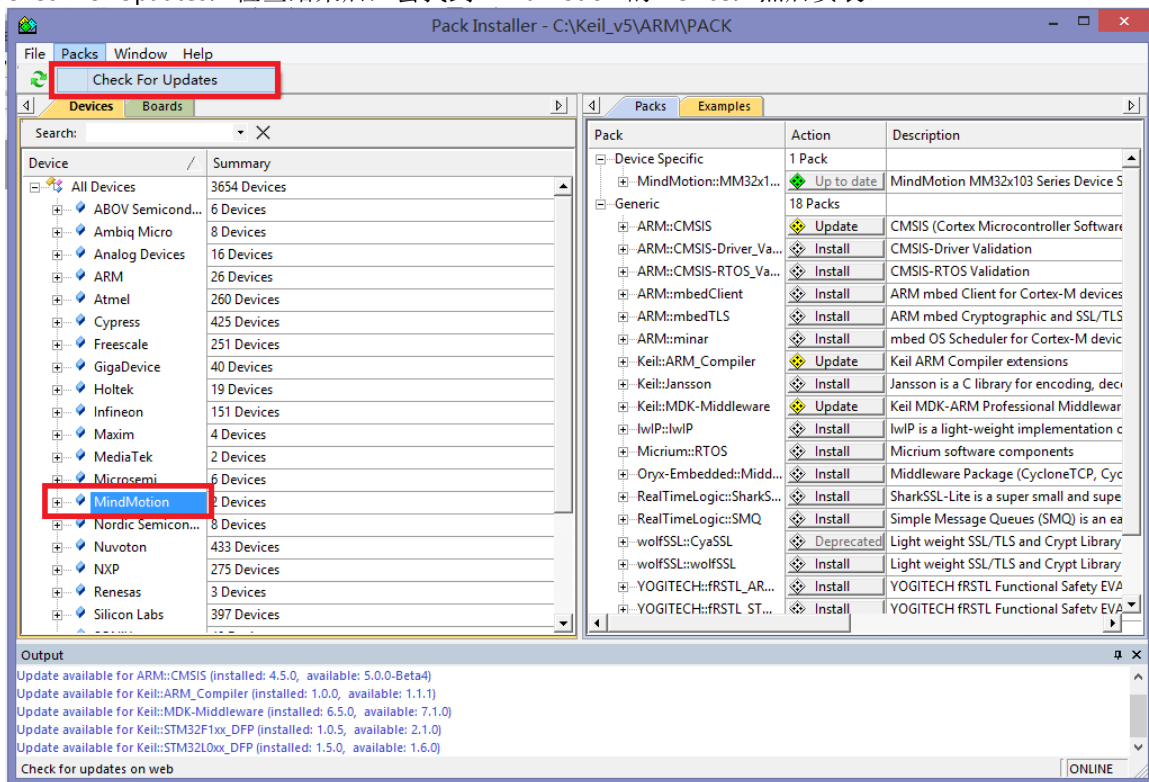 Pack Installer - C:\Keil_v5\ARM\PACK
File Packs Window Help
Check For Updates
Devices Boards
Packs Examples
Search:
Device Summary
Pack Action Description
All Devices 3654 Devices
Device Specific 1 Pack
ABOV Semicond... 6 Devices
MindMotion::MM32x1... Up to date MindMotion MM32x103 Series Device S
Ambiq Micro 8 Devices
Generic 18 Packs
Analog Devices 16 Devices
ARM::CMSIS Update CMSIS (Cortex Microcontroller Software
ARM 26 Devices
ARM::CMSIS-Driver_Va... Install CMSIS-Driver Validation
Atmel 260 Devices
ARM::CMSIS-RTOS_Va... Install CMSIS-RTOS Validation
Cypress 425 Devices
ARM::mbedClient Install ARM mbed Client for Cortex-M devices
Freescale 251 Devices
ARM::mbedTLS Install ARM mbed Cryptographic and SSL/TLS
GigaDevice 40 Devices
ARM::minar Install mbed OS Scheduler for Cortex-M devic
Holtek 19 Devices
Keil::ARM_Compiler Update Keil ARM Compiler extensions
Infineon 151 Devices
Keil::Jansson Install Jansson is a C library for encoding, deco
Maxim 4 Devices
Keil::MDK-Middleware Update Keil MDK-ARM Professional Middlewar
MediaTek 2 Devices
lwIP::lwIP Install lwIP is a light-weight implementation o
Microsemi 6 Devices
Micrium::RTOS Install Micrium software components
MindMotion 2 Devices
Oryx-Embedded::Midd... Install Middleware Package (CycloneTCP, Cyc
Nordic Semicon... 8 Devices
RealTimeLogic::SharkS... Install SharkSSL-Lite is a super small and supe
Nuvoton 433 Devices
RealTimeLogic::SMQ Install Simple Message Queues (SMQ) is an ea
NXP 275 Devices
wolfSSL::CyaSSL Deprecated Light weight SSL/TLS and Crypt Library
Renesas 3 Devices
wolfSSL::wolfSSL Install Light weight SSL/TLS and Crypt Library
Silicon Labs 397 Devices
YOGITECH::fRSTL_AR... Install YOGITECH fRSTL Functional Safety EVA
YOGITECH::fRSTL_ST... Install YOGITECH fRSTL Functional Safety EVA
Output
Update available for ARM::CMSIS (installed: 4.5.0, available: 5.0.0-Beta4)
Update available for Keil::ARM_Compiler (installed: 1.0.0, available: 1.1.1)
Update available for Keil::MDK-Middleware (installed: 6.5.0, available: 7.1.0)
Update available for Keil::STM32F1xx_DFP (installed: 1.0.5, available: 2.1.0)
Update available for Keil::STM32L0xx_DFP (installed: 1.5.0, available: 1.6.0)
Check for updates on web ONLINE